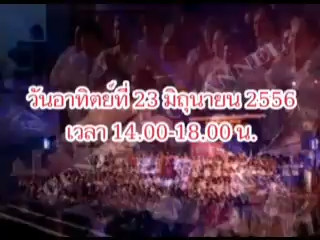 วันอาทิตย์ที่ 23 มิถุนายน 2556
เวลา 14.00-18.00 น.